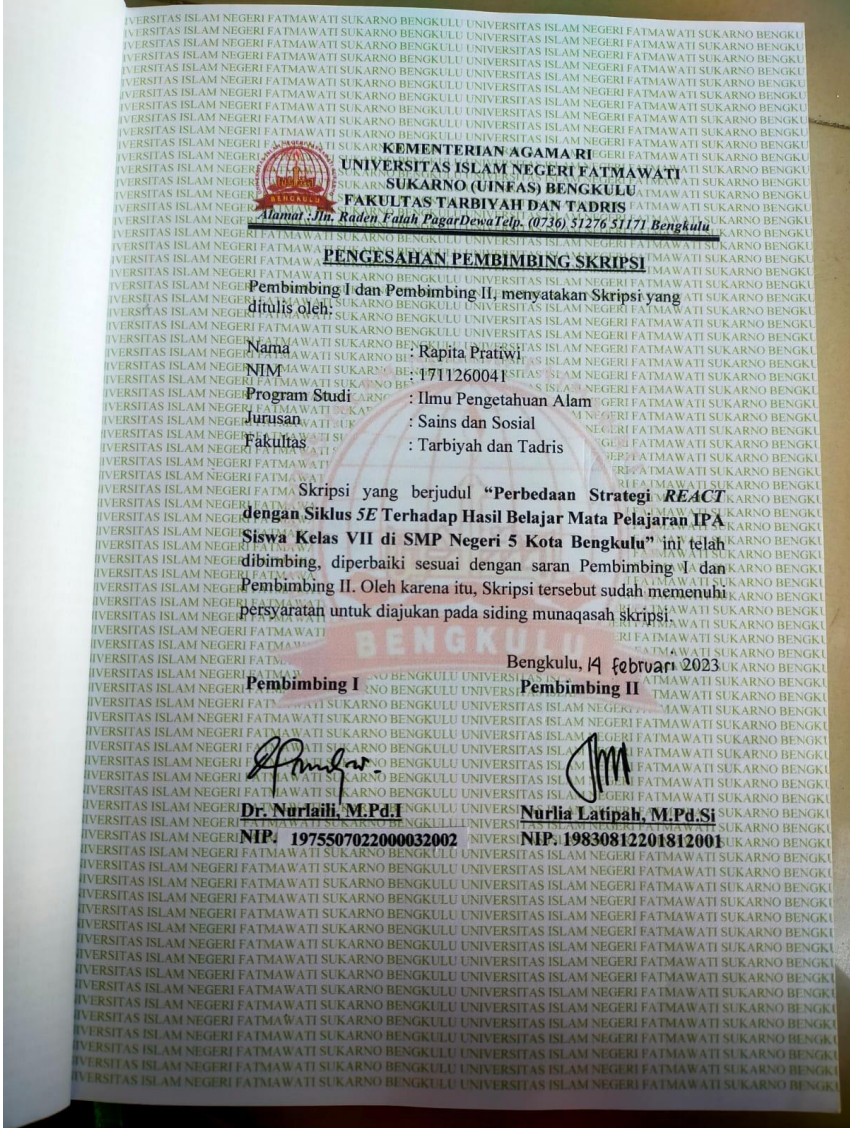 KEMENTERIAN AGAMA RI
UNIVERSITAS ISLAM NEGERI FATMAWATI
SUKARNO (UINFAS) BENGKULU
FAKULTAS TARBIYAH DAN TADRIS
Alamat :Jln. Raden Fatah PagarDewaTelp. (0736) 51276 51171 Bengkulu
BENGKULU
PENGESAHAN PEMBIMBING SKRIPSI
Pembimbing I dan Pembimbing II, menyatakan Skripsi yang
ditulis oleh:
Nama : Rapita Pratiwi
NIM : 1711260041
Program Studi : Ilmu Pengetahuan Alam
Jurusan : Sains dan Sosial
Fakultas : Tarbiyah dan Tadris
Skripsi yang berjudul “Perbedaan Strategi REACT
dengan Siklus 5E Terhadap Hasil Belajar Mata Pelajaran IPA
Siswa Kelas VII di SMP Negeri 5 Kota Bengkulu” ini telah
dibimbing, diperbaiki sesuai dengan saran Pembimbing I dan
Pembimbing II. Oleh karena itu, Skripsi tersebut sudah memenuhi
persyaratan untuk diajukan pada siding munaqasah skripsi.
BENGKULU
Bengkulu, 14 februari 2023
Pembimbing I Pembimbing II
Dr. Nurlaili, M.Pd.I Nurlia Latipah, M.Pd.Si
NIP. 1975507022000032002 NIP. 19830812201812001